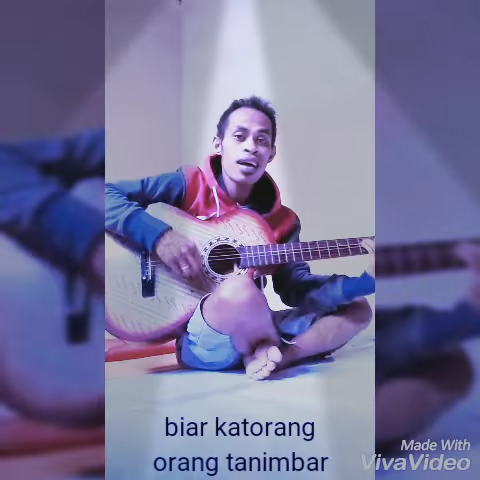 biar katorang
orang tanimbar
Made With
VivaVideo